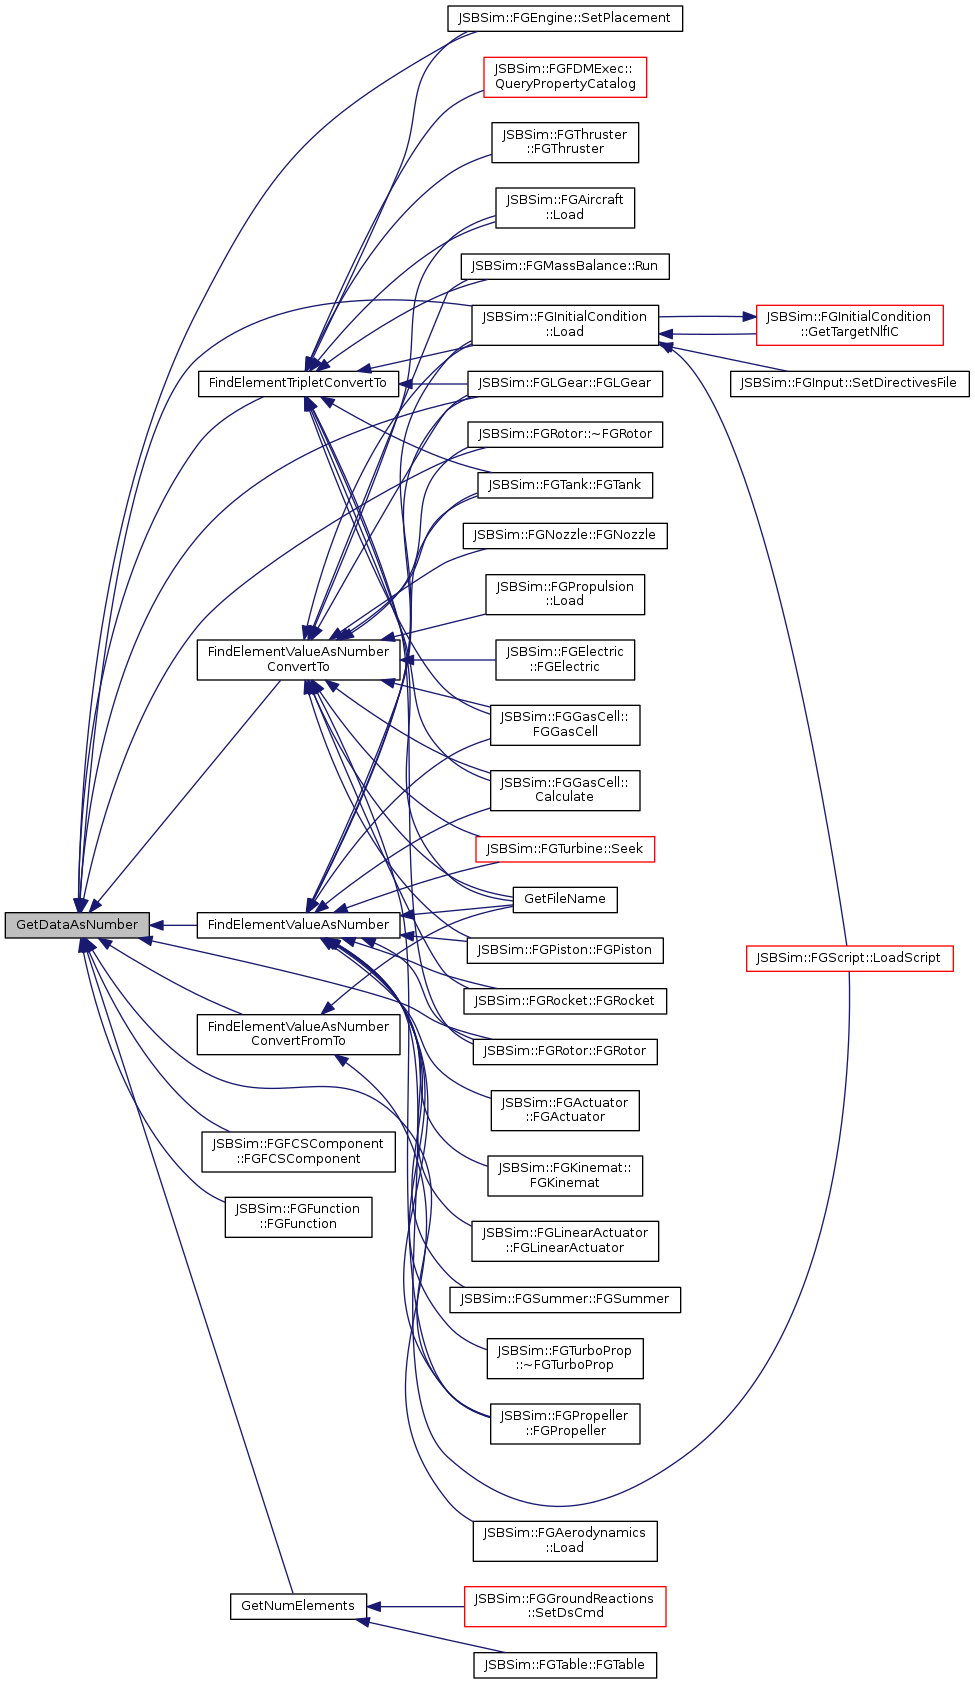 JSBSim::FGEngine::SetPlacement
JSBSim::FGFDMExec::
QueryPropertyCatalog
JSBSim::FGThruster
::FGThruster
JSBSim::FGAircraft
::Load
JSBSim::FGMassBalance::Run
JSBSim::FGInitialCondition
::Load
JSBSim::FGInitialCondition
::GetTargetNlfIC
FindElementTripletConvertTo
JSBSim::FGLGear::FGLGear
JSBSim::FGInput::SetDirectivesFile
JSBSim::FGRotor::~FGRotor
JSBSim::FGTank::FGTank
JSBSim::FGNozzle::FGNozzle
JSBSim::FGPropulsion
::Load
FindElementValueAsNumber
ConvertTo
JSBSim::FGElectric
::FGElectric
JSBSim::FGGasCell::
FGGasCell
JSBSim::FGGasCell::
Calculate
JSBSim::FGTurbine::Seek
GetFileName
GetDataAsNumber
FindElementValueAsNumber
JSBSim::FGPiston::FGPiston
JSBSim::FGScript::LoadScript
JSBSim::FGRocket::FGRocket
FindElementValueAsNumber
ConvertFromTo
JSBSim::FGRotor::FGRotor
JSBSim::FGActuator
::FGActuator
JSBSim::FGFCSComponent
::FGFCSComponent
JSBSim::FGKinemat::
FGKinemat
JSBSim::FGFunction
::FGFunction
JSBSim::FGLinearActuator
::FGLinearActuator
JSBSim::FGSummer::FGSummer
JSBSim::FGTurboProp
::~FGTurboProp
JSBSim::FGPropeller
::FGPropeller
JSBSim::FGAerodynamics
::Load
GetNumElements
JSBSim::FGGroundReactions
::SetDsCmd
JSBSim::FGTable::FGTable